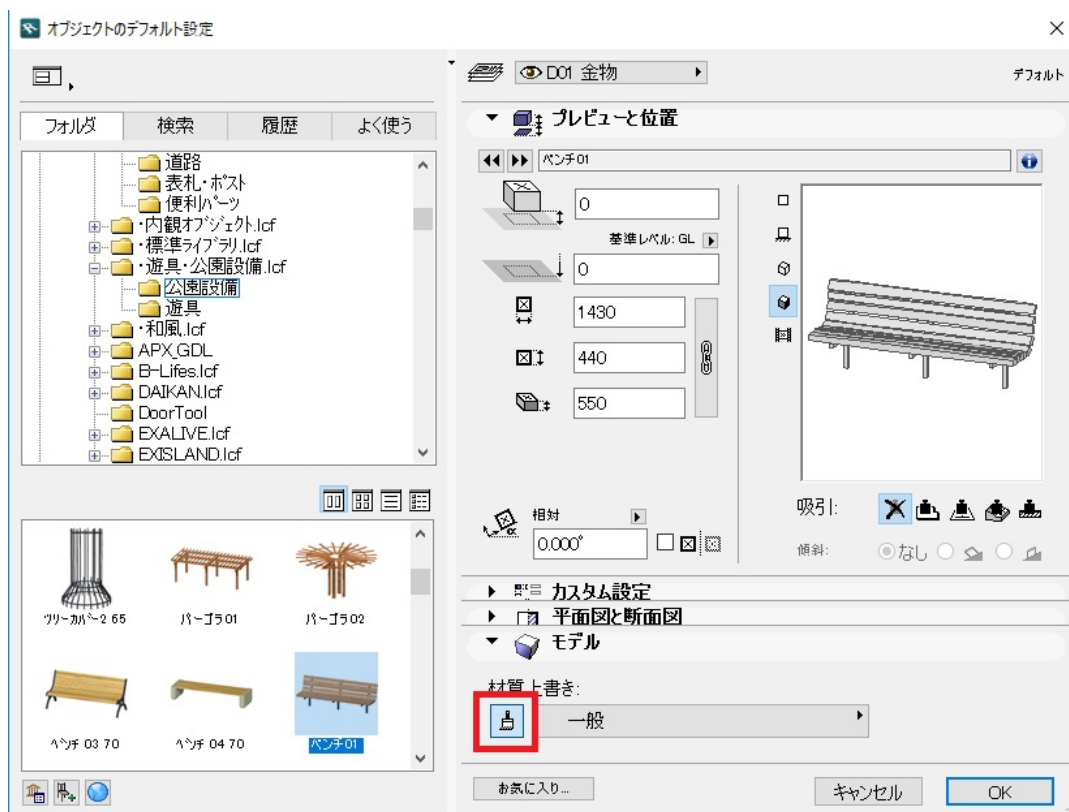 オブジェクトのデフォルト設定
フォルダ
検索
履歴
よく使う
道路
表札・ポスト
便利パーツ
・内観オブジェクト.lcf
・標準ライブラリ.lcf
・遊具・公園設備.lcf
公園設備
遊具
・和風.lcf
APX_GDL
B-Lifes.lcf
DAIKAN.lcf
DoorTool
EXALIVE.lcf
EXISLAND.lcf
ツリーカバー2 65
パーゴラ01
パーゴラ02
ベンチ 03 70
ベンチ 04 70
ベンチ01
D01 金物
デフォルト
プレビューと位置
ベンチ01
0
基準レベル: GL
0
1430
440
550
相対
0.000°
吸引:
傾斜:
なし
カスタム設定
平面図と断面図
モデル
材質上書き:
一般
お気に入り...
キャンセル
OK